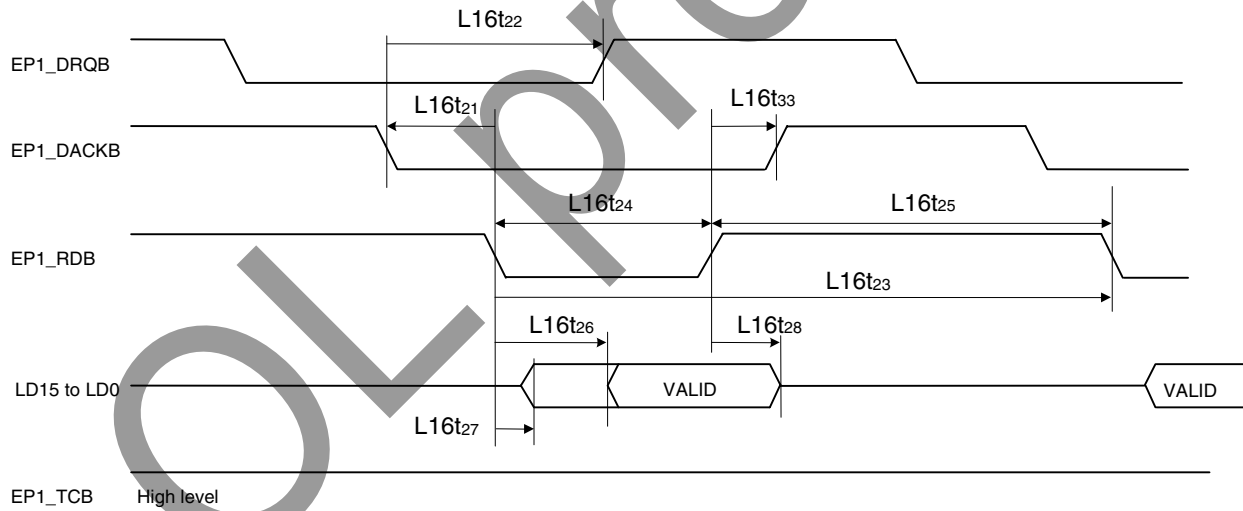 L16t22
EP1_DRQB
L16t21
L16t33
EP1_DACKB
L16t24
L16t25
EP1_RDB
L16t23
L16t26
L16t28
LD15 to LD0
VALID
VALID
L16t27
EP1_TCB High level